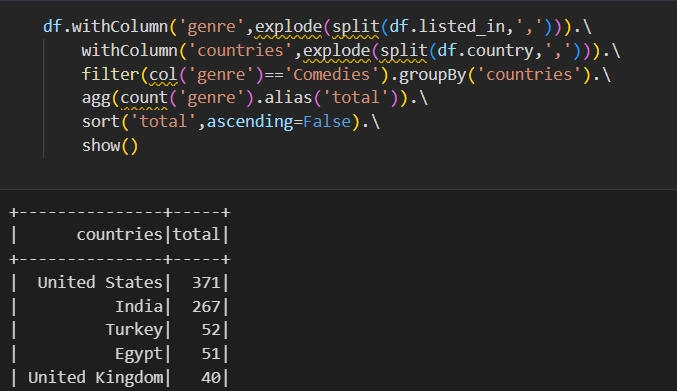 df.withColumn('genre',explode(split(df.listed_in,','))).\
withColumn('countries',explode(split(df.country,','))).\
filter(col('genre')=='Comedies').groupBy('countries').\
agg(count('genre').alias('total')).\
sort('total',ascending=False).\
show()
+---------------+-----+
|      countries|total|
+---------------+-----+
|  United States|  371|
|          India|  267|
|         Turkey|   52|
|          Egypt|   51|
| United Kingdom|   40|